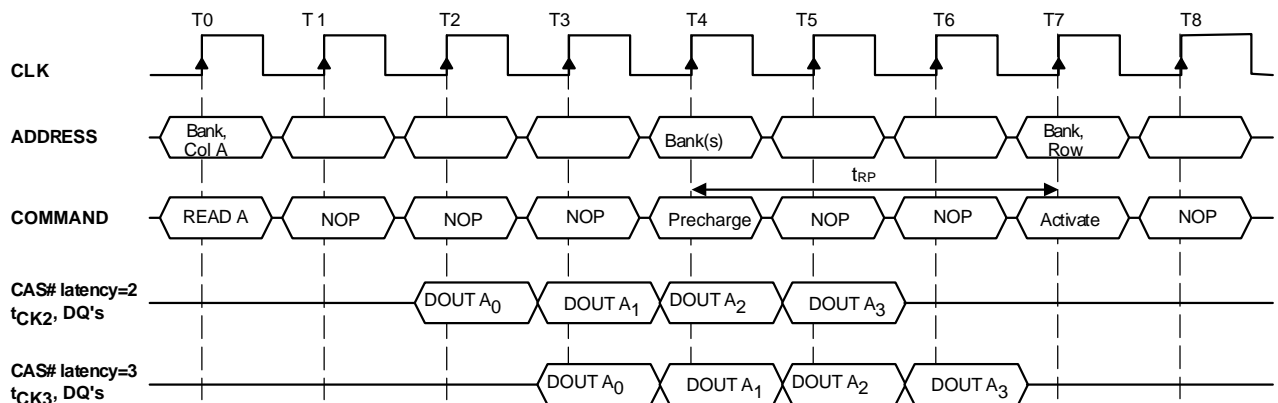 T0 T1 T2 T3 T4 T5 T6 T7 T8
CLK
ADDRESS Bank, Col A Bank(s) Bank, Row
tRP
COMMAND READ A NOP NOP NOP Precharge NOP NOP Activate NOP
CAS# latency=2
tCK2, DQ's DOUT A0 DOUT A1 DOUT A2 DOUT A3
CAS# latency=3
tCK3, DQ's DOUT A0 DOUT A1 DOUT A2 DOUT A3